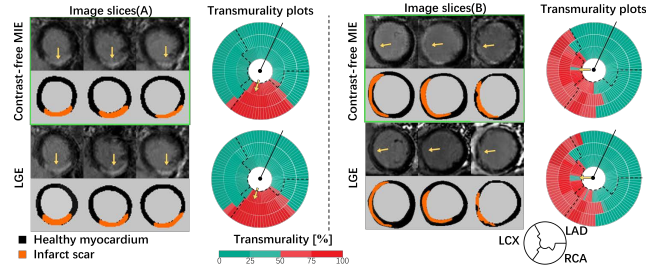 Image slices(A)
Transmurality plots
Image slices(B)
Transmurality plots
Contrast-free MIE
LGE
Contrast-free MIE
LGE
Healthy myocardium
Infarct scar
Transmurality [%]
0 25 50 75 100
LCX
LAD
RCA